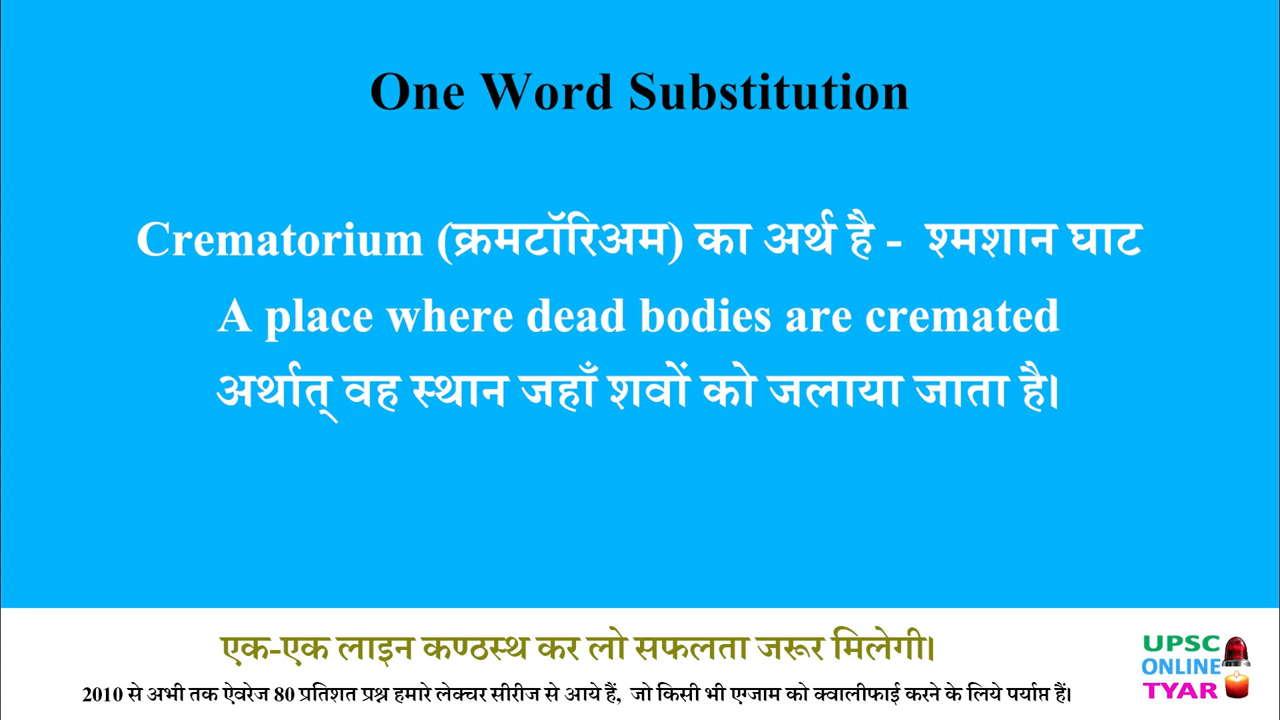 One Word Substitution
Crematorium (क्रमटॉरिअम) का अर्थ है - श्मशान घाट
A place where dead bodies are cremated
अर्थात् वह स्थान जहाँ शवों को जलाया जाता है।
एक-एक लाइन कण्ठस्थ कर लो सफलता जरूर मिलेगी।
2010 से अभी तक ऐवरेज 80 प्रतिशत प्रश्न हमारे लेक्चर सीरीज से आये हैं, जो किसी भी एग्जाम को क्वालीफाई करने के लिये पर्याप्त हैं।
UPSC
ONLINE
TYAR